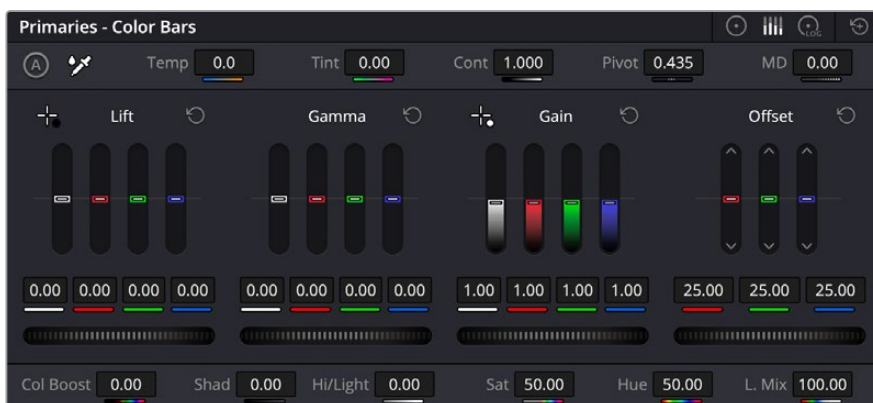 Primaries - Color Bars
LOG
A Temp 0.0 Tint 0.00 Cont 1.000 Pivot 0.435 MD 0.00
Lift Gamma Gain Offset
0.00 0.00 0.00 0.00 0.00 0.00 0.00 0.00 1.00 1.00 1.00 1.00 25.00 25.00 25.00
Col Boost 0.00 Shad 0.00 Hi/Light 0.00 Sat 50.00 Hue 50.00 L. Mix 100.00